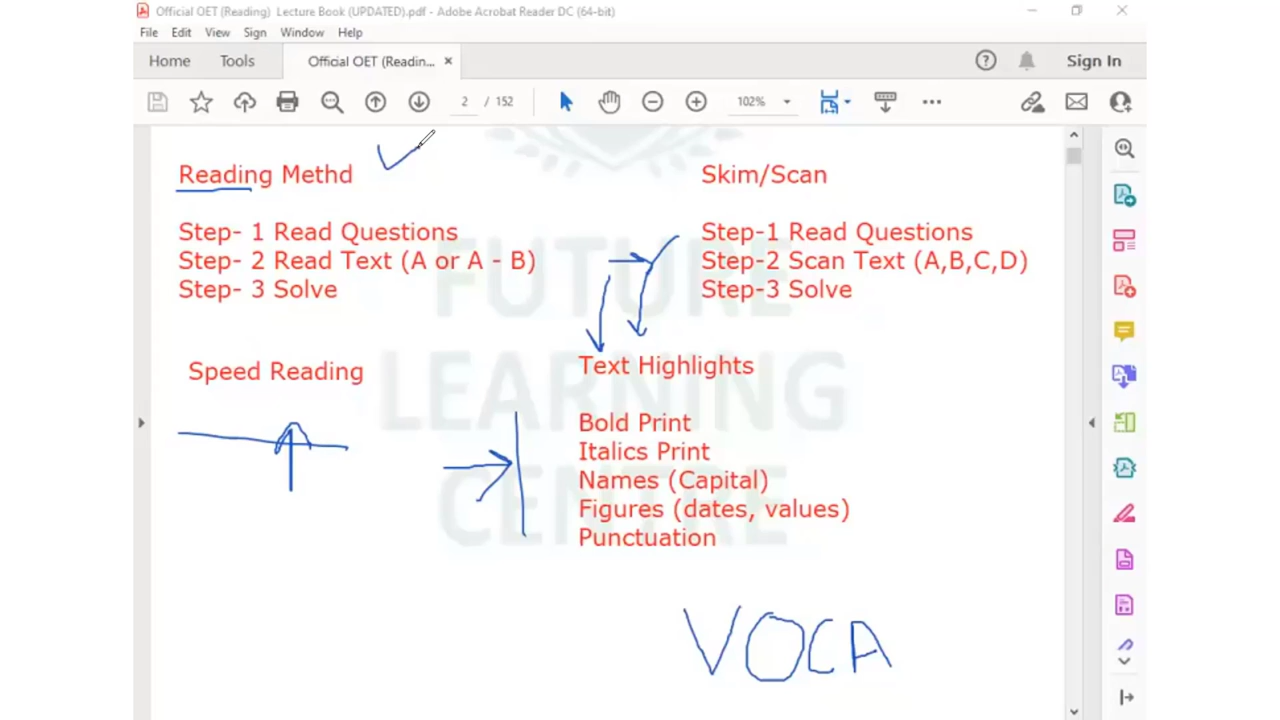 Official OET (Reading) Lecture Book (UPDATED).pdf - Adobe Acrobat Reader DC (64-bit)
File Edit View Sign Window Help
Home Tools Official OET (Readin... × Sign In
2 / 152 102%
Reading Methd
Step- 1 Read Questions
Step- 2 Read Text (A or A - B)
Step- 3 Solve
Skim/Scan
Step-1 Read Questions
Step-2 Scan Text (A,B,C,D)
Step-3 Solve
Speed Reading
Text Highlights
Bold Print
Italics Print
Names (Capital)
Figures (dates, values)
Punctuation
VOCA
FUTURE
LEARNING
CENTRE